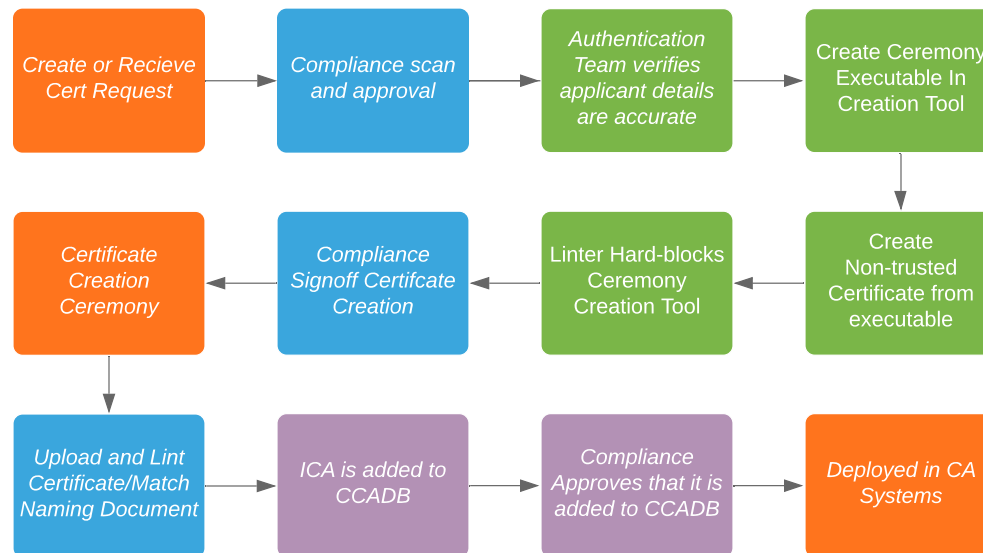 Create or Recieve
Cert Request
Compliance scan
and approval
Authentication
Team verifies
applicant details
are accurate
Create Ceremony
Executable In
Creation Tool
Create
Non-trusted
Certificate from
executable
Linter Hard-blocks
Ceremony
Creation Tool
Compliance
Signoff Certifcate
Creation
Certificate
Creation
Ceremony
Upload and Lint
Certificate/Match
Naming Document
ICA is added to
CCADB
Compliance
Approves that it is
added to CCADB
Deployed in CA
Systems